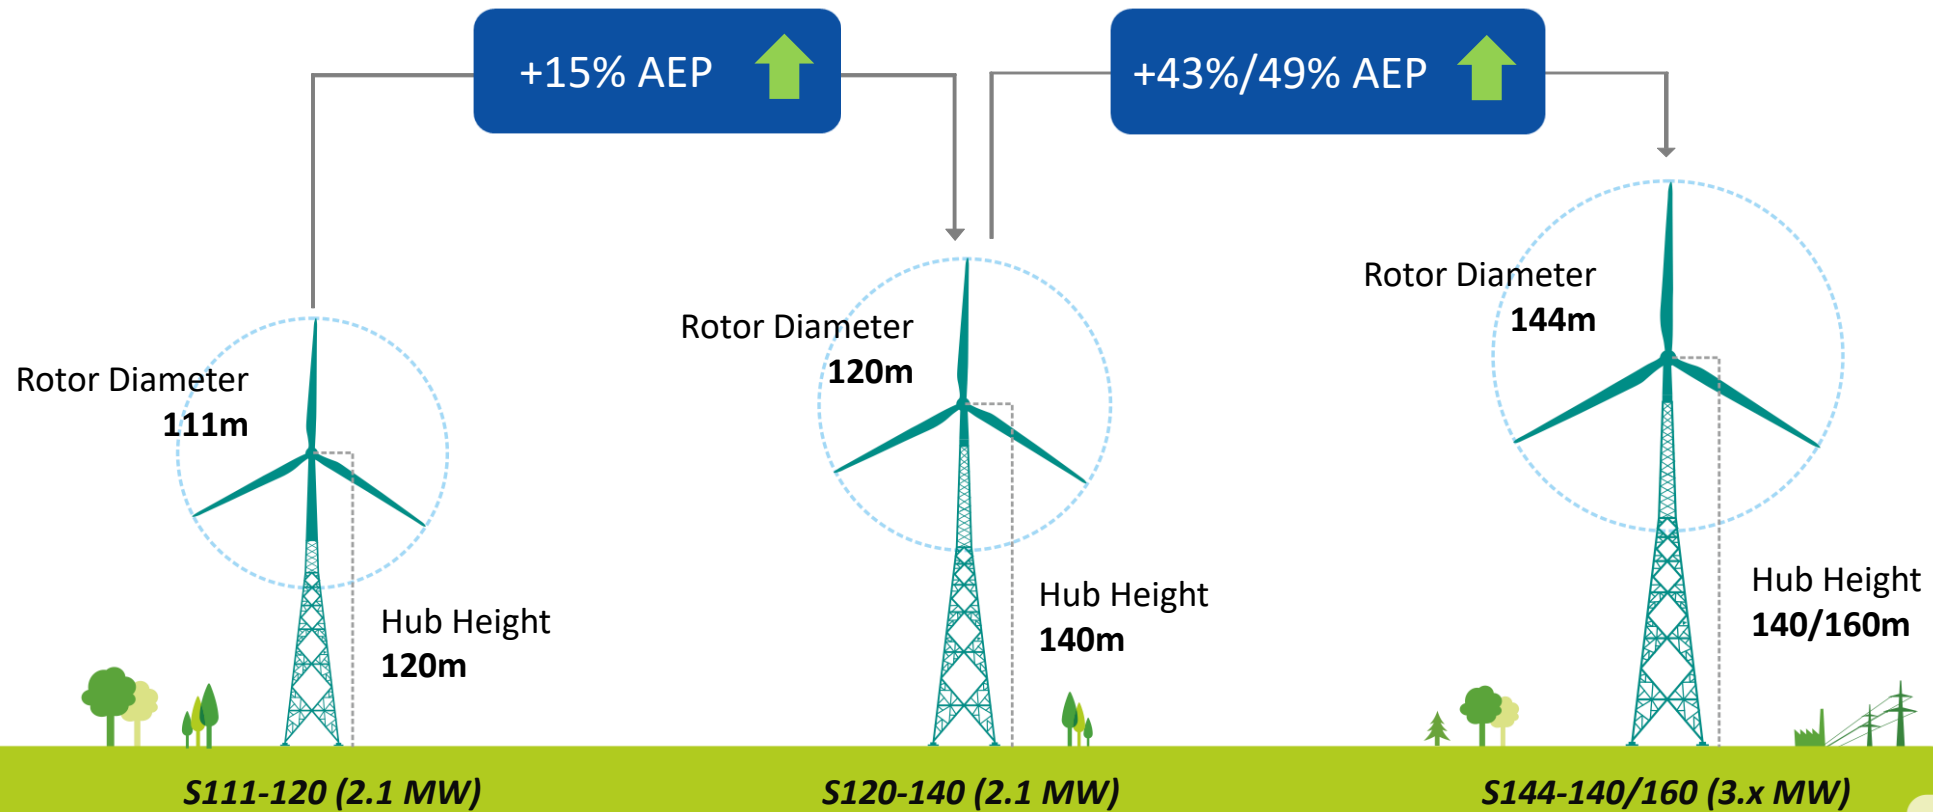 +15% AEP
+43%/49% AEP
Rotor Diameter
111m
Hub Height
120m
Rotor Diameter
120m
Hub Height
140m
Rotor Diameter
144m
Hub Height
140/160m
S111-120 (2.1 MW)
S120-140 (2.1 MW)
S144-140/160 (3.x MW)